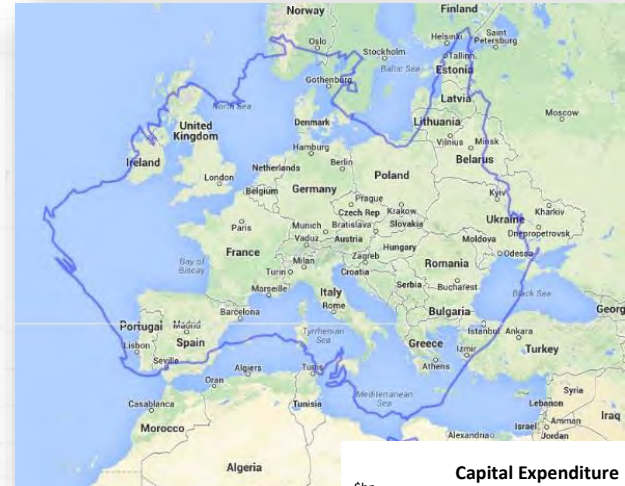 Norway
Finland
Oslo
Helsinki
Saint
Petersburg
Stockholm
Tallinn
Baltic Sea
Estonia
Gothenburg
North Sea
Latvia
Moscow
United
Kingdom
Denmark
Lithuania
Vilnius
Minsk
Ireland
Hamburg
Belarus
Netherlands
Berlin
Poland
London
Belgium
Germany
Kyiv
Kharkiv
Prague
Czech Rep
Krakow
Ukraine
Paris
Munich
Bratislava
Slovakia
Dnepropetrovsk
Vaduz
Austria
Moldova
Hungary
France
Odessa
Bay of
Biscay
Milan
Zagreb
Romania
Turin
Croatia
Marseille
Serbia
Bucharest
Italy
Black Sea
Georg
Barcelona
Rome
Bulgaria
Portugal
Madrid
Tyrrhenian
Sea
Istanbul
Ankara
Lisbon
Spain
Greece
Izmir
Turkey
Seville
Athens
Algiers
Tunis
Oran
Syria
Mediterranean
Sea
Lebanon
Casablanca
Tunisia
Iraq
Amman
Israel
Jordan
Morocco
Alexandria
Algeria
Capital Expenditure
$bn